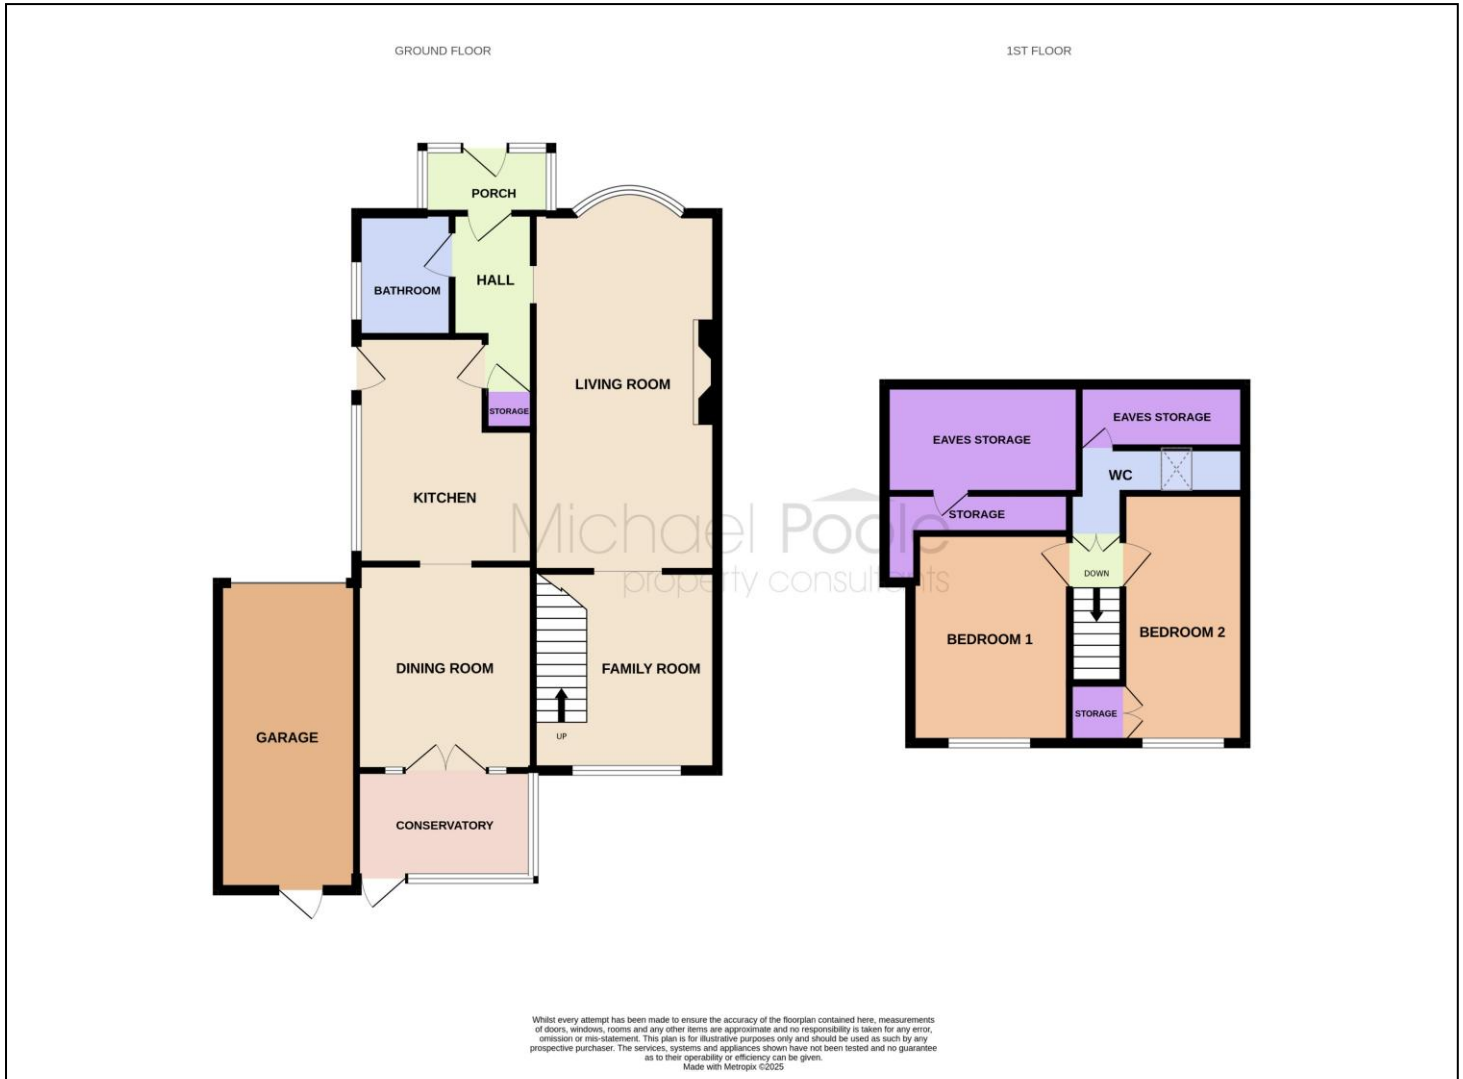 GROUND FLOOR
1ST FLOOR
PORCH
HALL
BATHROOM
LIVING ROOM
STORAGE
KITCHEN
DINING ROOM
FAMILY ROOM
UP
GARAGE
CONSERVATORY
EAVES STORAGE
EAVES STORAGE
WC
STORAGE
DOWN
BEDROOM 1
BEDROOM 2
STORAGE
Michael Poole
property consultants
Whilst every attempt has been made to ensure the accuracy of the floorplan contained here, measurements
of doors, windows, rooms and any other items are approximate and no responsibility is taken for any error,
omission or mis-statement. This plan is for illustrative purposes only and should be used as such by any
prospective purchaser. The services, systems and appliances shown have not been tested and no guarantee
as to their operability or efficiency can be given.
Made with Metropix ©2025